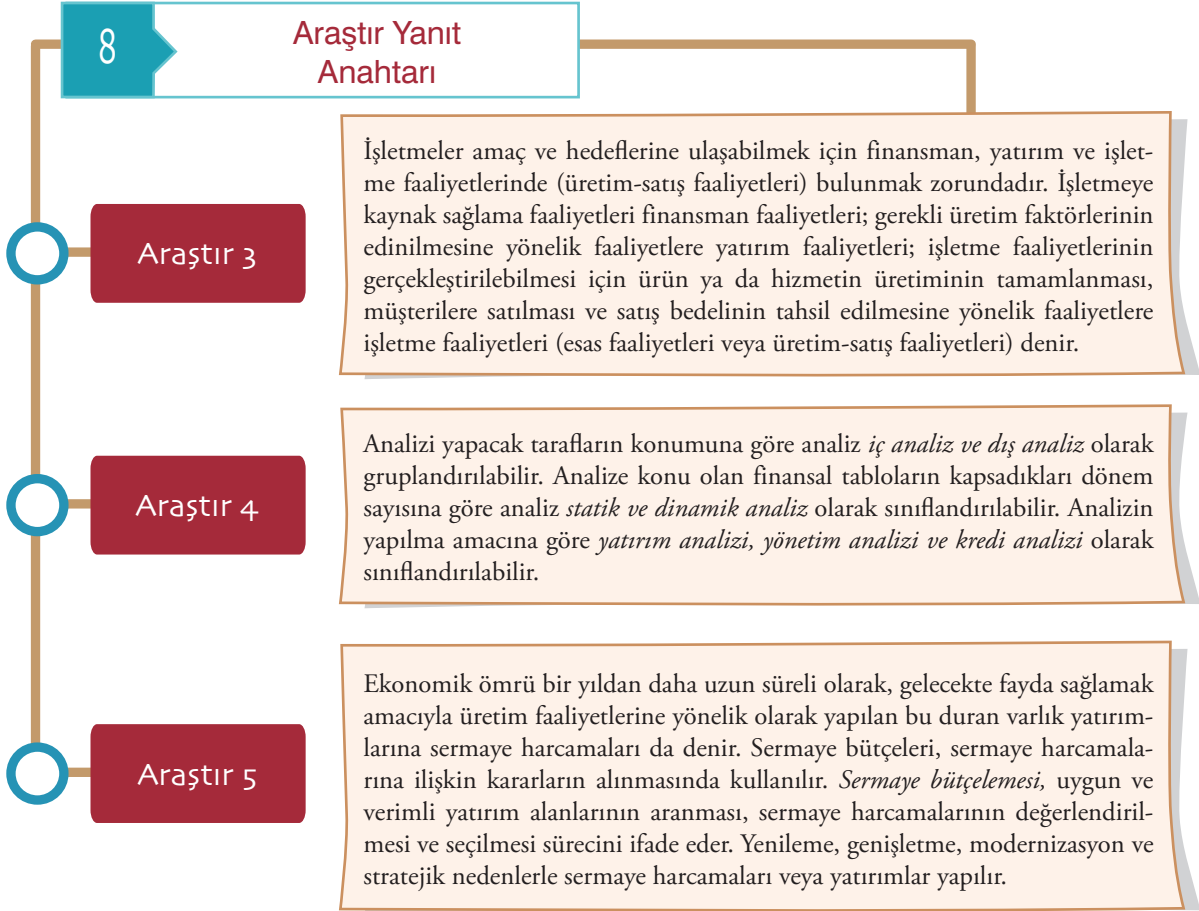 8
Araştır Yanıt
Anahtarı
Araştır 3
İşletmeler amaç ve hedeflerine ulaşabilmek için finansman, yatırım ve işlet-
me faaliyetlerinde (üretim-satış faaliyetleri) bulunmak zorundadır. İşletmeye
kaynak sağlama faaliyetleri finansman faaliyetleri; gerekli üretim faktörlerinin
edinilmesine yönelik faaliyetlere yatırım faaliyetleri; işletme faaliyetlerinin
gerçekleştirilebilmesi için ürün ya da hizmetin üretiminin tamamlanması,
müşterilere satılması ve satış bedelinin tahsil edilmesine yönelik faaliyetlere
işletme faaliyetleri (esas faaliyetleri veya üretim-satış faaliyetleri) denir.
Araştır 4
Analizi yapacak tarafların konumuna göre analiz iç analiz ve dış analiz olarak
gruplandırılabilir. Analize konu olan finansal tabloların kapsadıkları dönem
sayısına göre analiz statik ve dinamik analiz olarak sınıflandırılabilir. Analizin
yapılma amacına göre yatırım analizi, yönetim analizi ve kredi analizi olarak
sınıflandırılabilir.
Araştır 5
Ekonomik ömrü bir yıldan daha uzun süreli olarak, gelecekte fayda sağlamak
amacıyla üretim faaliyetlerine yönelik olarak yapılan bu duran varlık yatırım-
larına sermaye harcamaları da denir. Sermaye bütçeleri, sermaye harcamala-
rına ilişkin kararların alınmasında kullanılır. Sermaye bütçelemesi, uygun ve
verimli yatırım alanlarının aranması, sermaye harcamalarının değerlendiril-
mesi ve seçilmesi sürecini ifade eder. Yenileme, genişletme, modernizasyon ve
stratejik nedenlerle sermaye harcamaları veya yatırımlar yapılır.